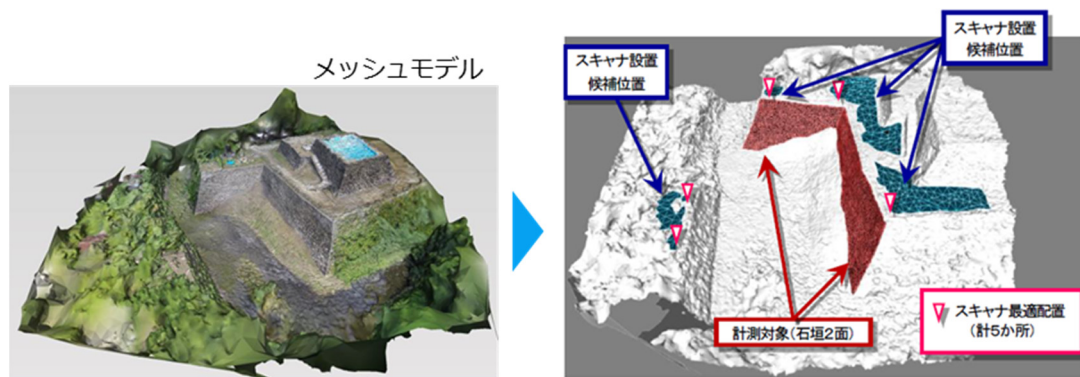 メッシュモデル
スキャナ設置
候補位置
スキャナ設置
候補位置
計測対象(石垣2面)
スキャナ最適配置
(計5か所)